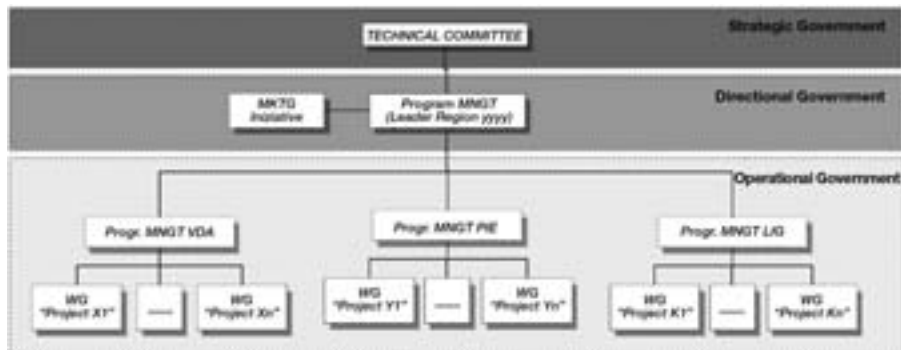 Strategic Government
TECHNICAL COMMITTEE
Directional Government
MKTG
Iniziative
Program MNGT
(Leader Region yyyy)
Operational Government
Progr. MNGT VDA
Progr. MNGT PIE
Progr. MNGT LIG
WG
"Project X1"
-----
WG
"Project Xn"
WG
"Project Y1"
-----
WG
"Project Yn"
WG
"Project K1"
-----
WG
"Project Kn"